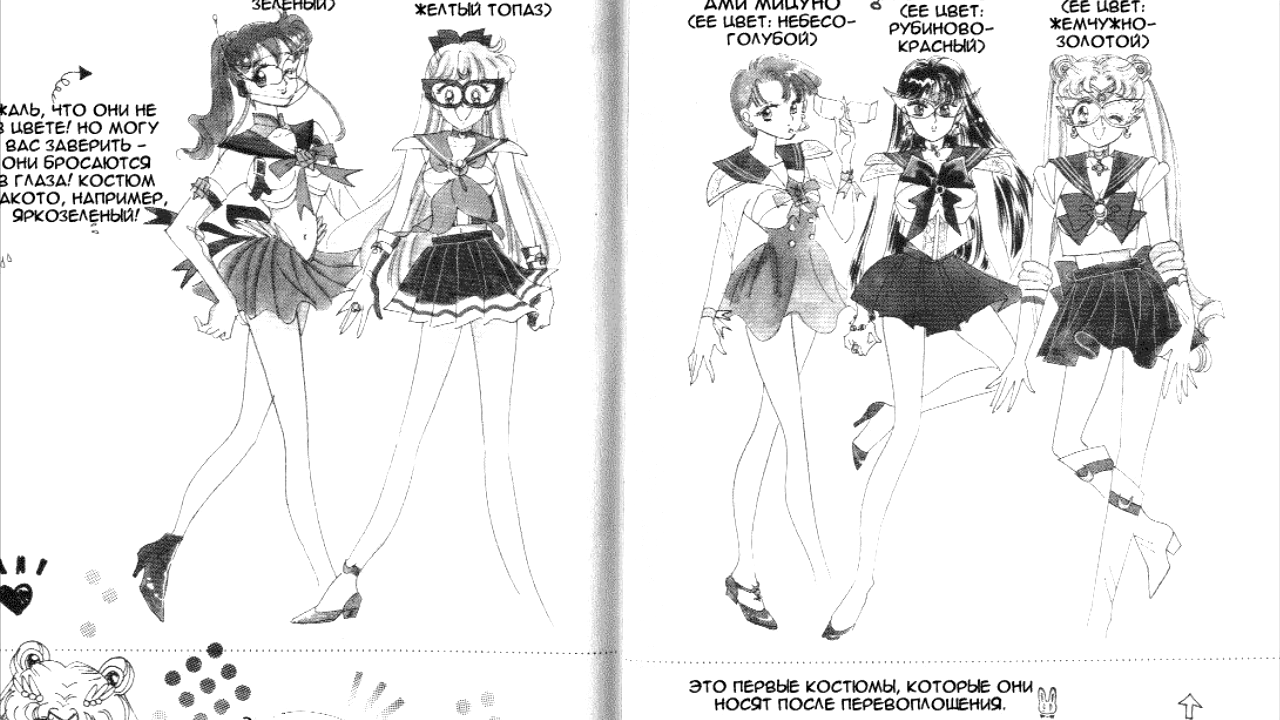 ЗЕЛЕНЫЙ)
ЖЕЛТЫЙ ТОПАЗ)
ЖАЛЬ, ЧТО ОНИ НЕ
В ЦВЕТЕ! НО МОГУ
ВАС ЗАВЕРИТЬ –
ОНИ БРОСАЮТСЯ
В ГЛАЗА! КОСТЮМ
АКОТО, НАПРИМЕР,
ЯРКОЗЕЛЕНЫЙ!
АМИ МИЦУНО
(ЕЕ ЦВЕТ: НЕБЕСО-
ГОЛУБОЙ)
(ЕЕ ЦВЕТ:
РУБИНОВО-
КРАСНЫЙ)
(ЕЕ ЦВЕТ:
ЖЕМЧУЖНО-
ЗОЛОТОЙ)
ЭТО ПЕРВЫЕ КОСТЮМЫ, КОТОРЫЕ ОНИ
НОСЯТ ПОСЛЕ ПЕРЕВОПЛОЩЕНИЯ.